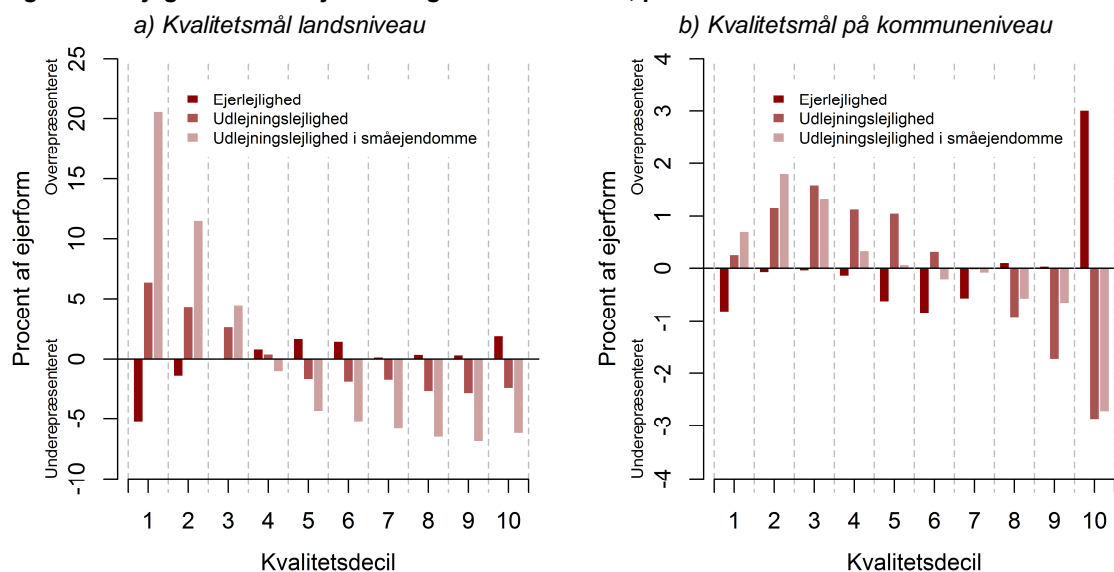 a) Kvalitetsmål landsniveau
25
20
15
10
5
0
-5
-10
Procent af ejerform
Overrepræsenteret
Underepræsenteret
Ejerlejlighed
Udlejningslejlighed
Udlejningslejlighed i småejendomme
1 2 3 4 5 6 7 8 9 10
Kvalitetsdecil
b) Kvalitetsmål på kommuneniveau
4
3
2
1
0
-1
-2
-3
-4
Procent af ejerform
Overrepræsenteret
Underepræsenteret
Ejerlejlighed
Udlejningslejlighed
Udlejningslejlighed i småejendomme
1 2 3 4 5 6 7 8 9 10
Kvalitetsdecil